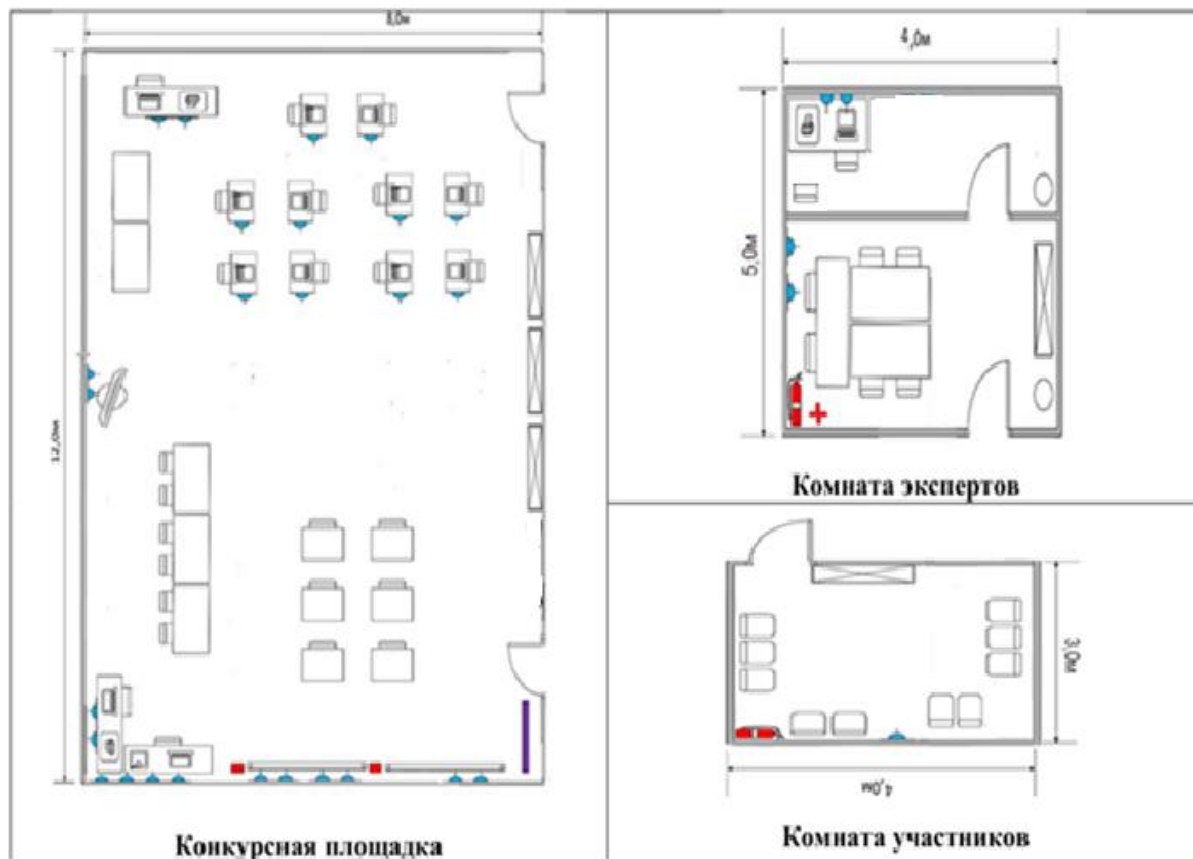 8,0м
12,0м
Конкурсная площадка
4,0м
5,0м
Комната экспертов
3,0м
4,0м
Комната участников